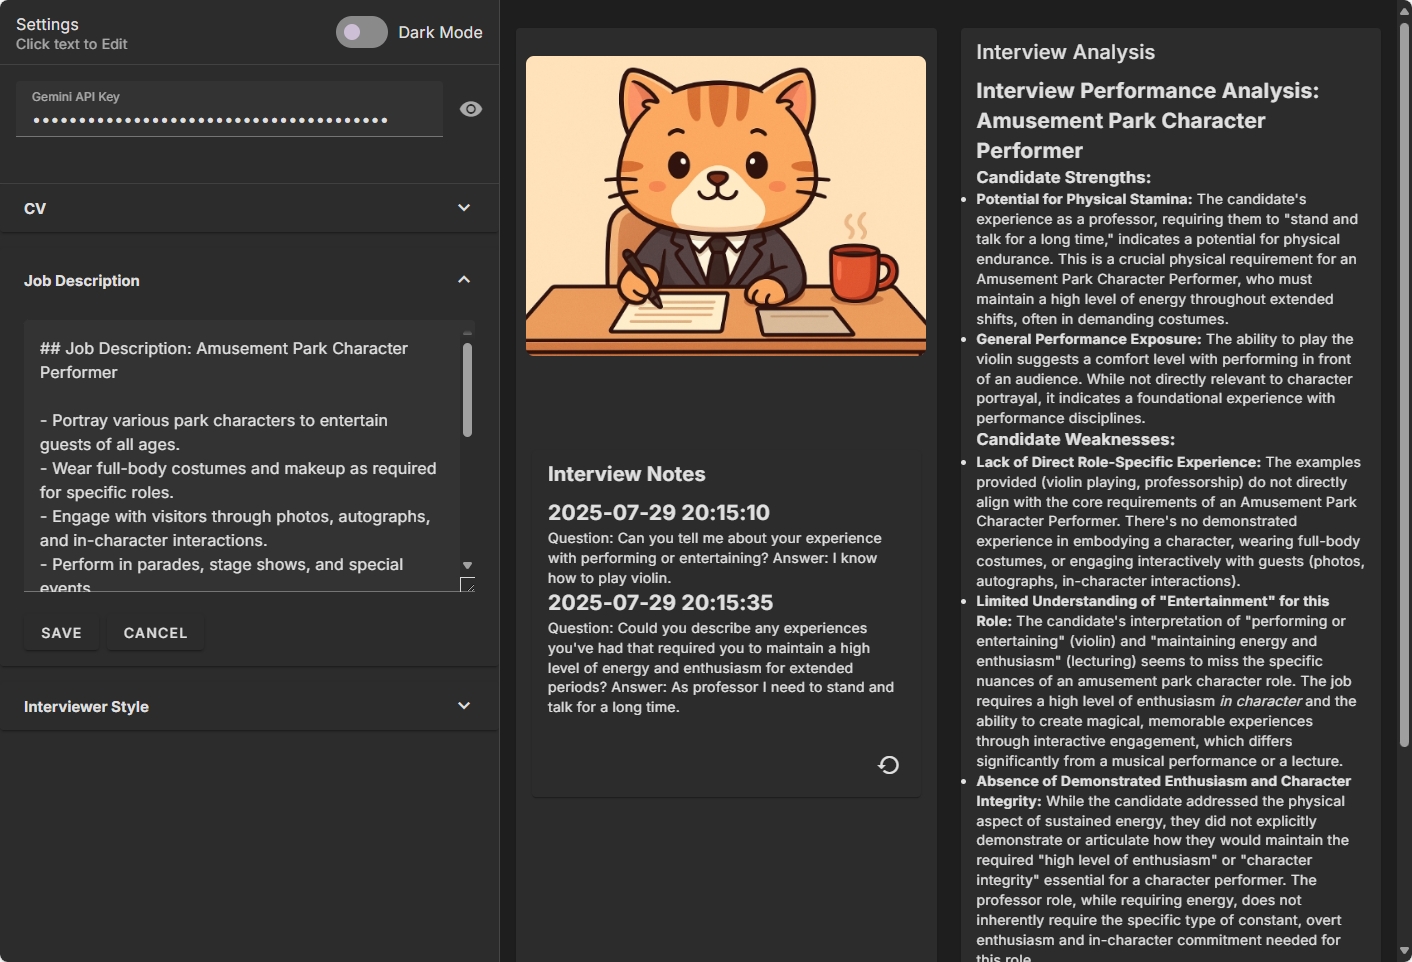 Settings
Click text to Edit
Dark Mode
Gemini API Key
CV
Job Description
## Job Description: Amusement Park Character
Performer
- Portray various park characters to entertain
guests of all ages.
- Wear full-body costumes and makeup as required
for specific roles.
- Engage with visitors through photos, autographs,
and in-character interactions.
- Perform in parades, stage shows, and special
events
SAVE
CANCEL
Interviewer Style
Interview Notes
2025-07-29 20:15:10
Question: Can you tell me about your experience
with performing or entertaining? Answer: I know
how to play violin.
2025-07-29 20:15:35
Question: Could you describe any experiences
you've had that required you to maintain a high
level of energy and enthusiasm for extended
periods? Answer: As professor I need to stand and
talk for a long time.
Interview Analysis
Interview Performance Analysis:
Amusement Park Character
Performer
Candidate Strengths:
Potential for Physical Stamina: The candidate's
experience as a professor, requiring them to "stand and
talk for a long time," indicates a potential for physical
endurance. This is a crucial physical requirement for an
Amusement Park Character Performer, who must
maintain a high level of energy throughout extended
shifts, often in demanding costumes.
General Performance Exposure: The ability to play the
violin suggests a comfort level with performing in front
of an audience. While not directly relevant to character
portrayal, it indicates a foundational experience with
performance disciplines.
Candidate Weaknesses:
Lack of Direct Role-Specific Experience: The examples
provided (violin playing, professorship) do not directly
align with the core requirements of an Amusement Park
Character Performer. There's no demonstrated
experience in embodying a character, wearing full-body
costumes, or engaging interactively with guests (photos,
autographs, in-character interactions).
Limited Understanding of "Entertainment" for this
Role: The candidate's interpretation of "performing or
entertaining" (violin) and "maintaining energy and
enthusiasm" (lecturing) seems to miss the specific
nuances of an amusement park character role. The job
requires a high level of enthusiasm in character and the
ability to create magical, memorable experiences
through interactive engagement, which differs
significantly from a musical performance or a lecture.
Absence of Demonstrated Enthusiasm and Character
Integrity: While the candidate addressed the physical
aspect of sustained energy, they did not explicitly
demonstrate or articulate how they would maintain the
required "high level of enthusiasm" or "character
integrity" essential for a character performer. The
professor role, while requiring energy, does not
inherently require the specific type of constant, overt
enthusiasm and in-character commitment needed for
this role